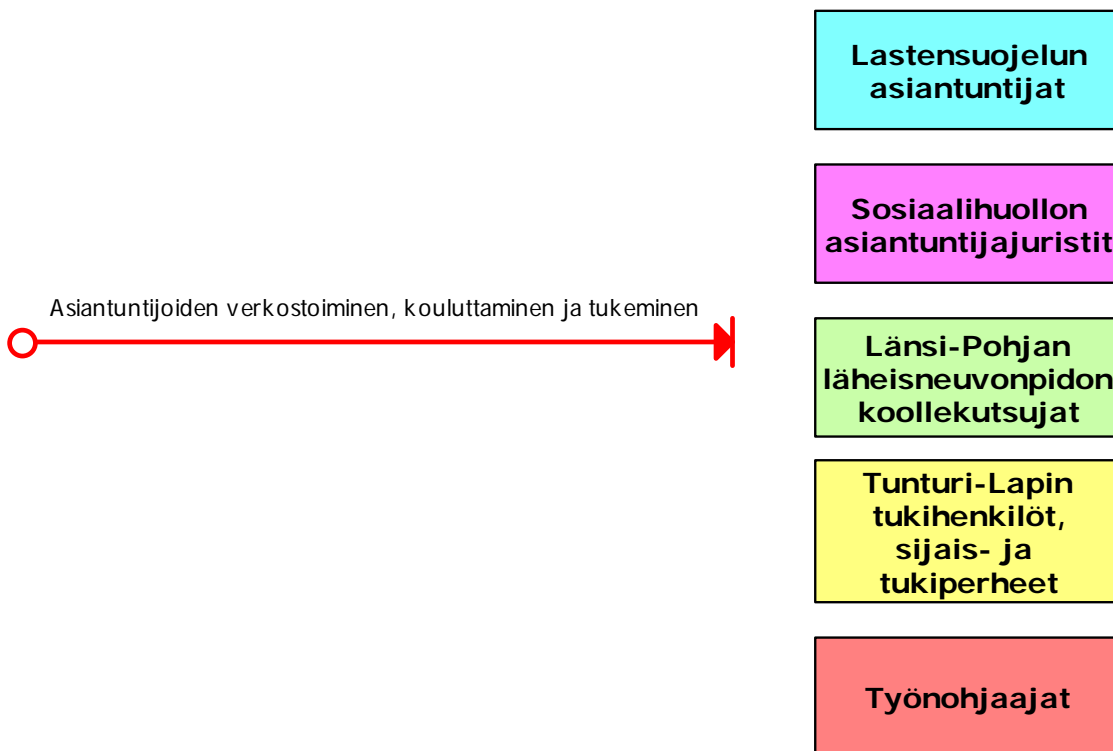 Lastensuojelun
asiantuntijat
Sosiaalihuollon
asiantuntijajuristit
Asiantuntijoiden verkostoiminen, kouluttaminen ja tukeminen
Länsi-Pohjan
läheisneuvonpidon
koollekutsujat
Tunturi-Lapin
tukihenkilöt,
sijais- ja
tukiperheet
Työnohjaajat